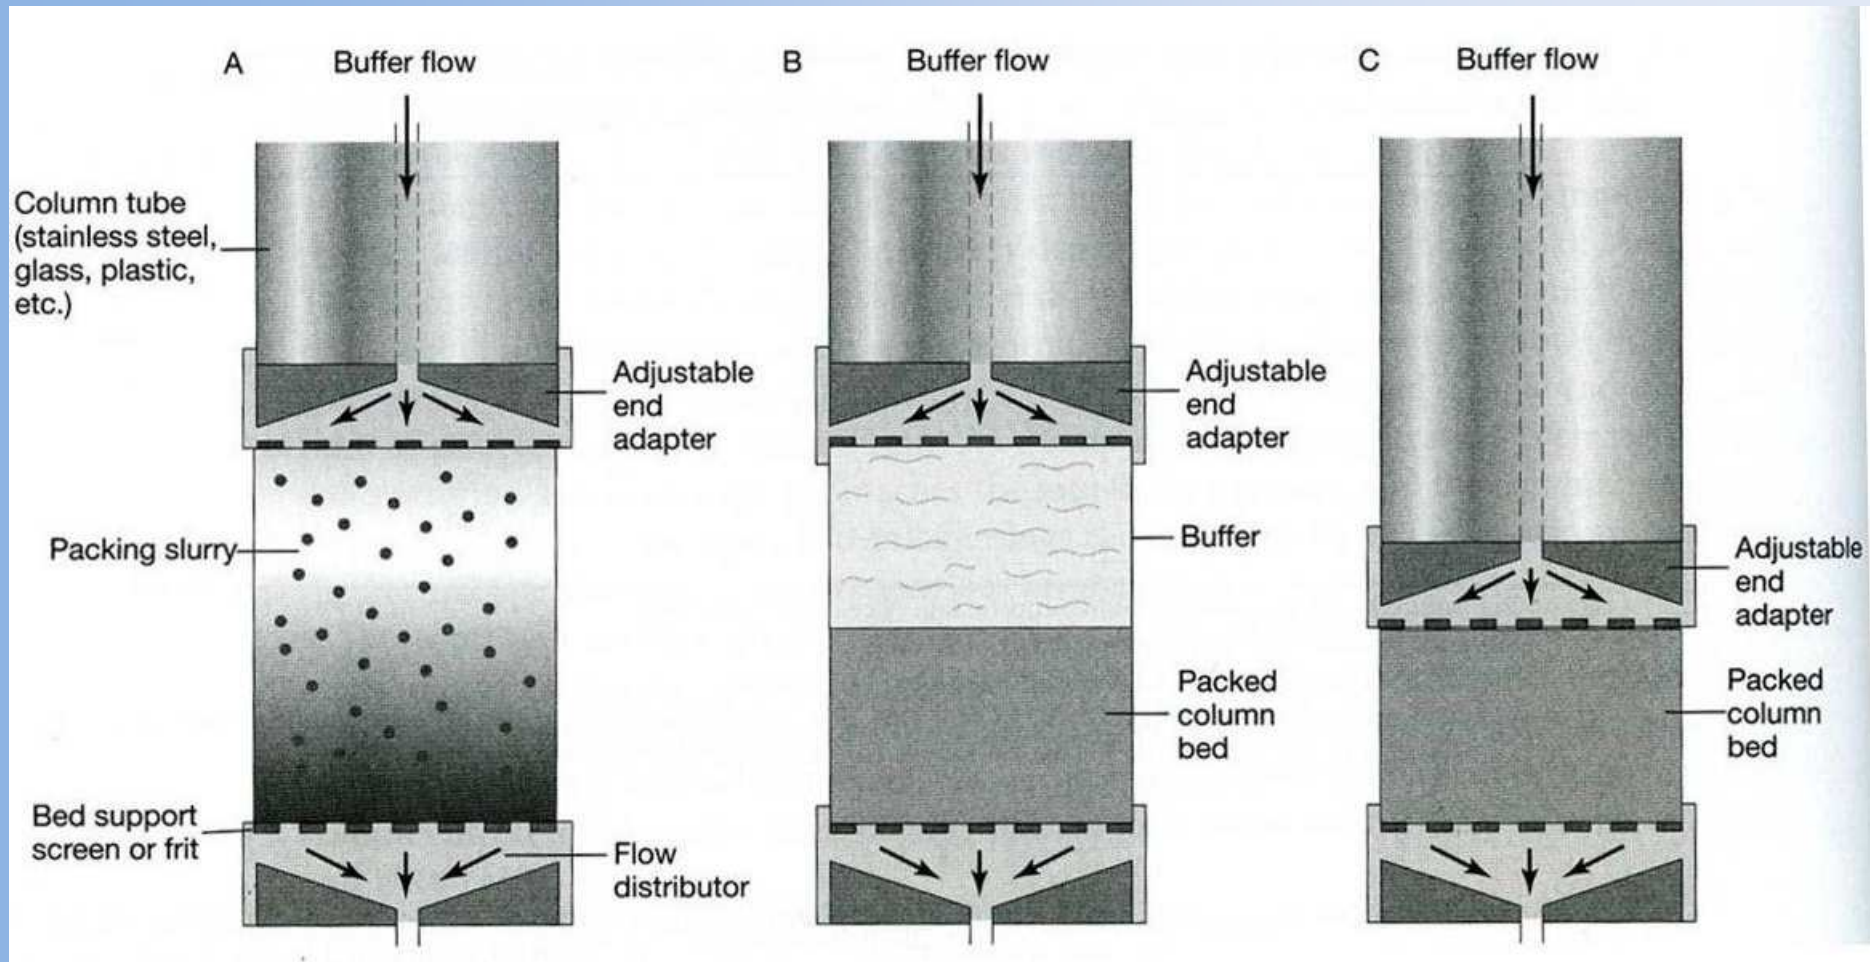 A
Buffer flow
Column tube
(stainless steel,
glass, plastic,
etc.)
Adjustable
end
adapter
Packing slurry
Bed support
screen or frit
Flow
distributor
B
Buffer flow
Adjustable
end
adapter
Buffer
Packed
column
bed
C
Buffer flow
Adjustable
end
adapter
Packed
column
bed